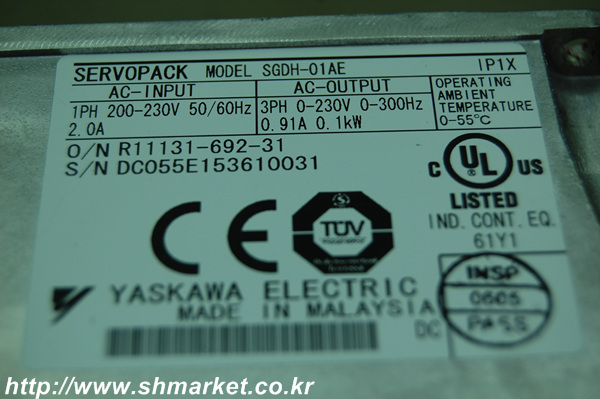 SERVOPACK MODEL SGDH-01AE IP1X
AC-INPUT
1PH 200-230V 50/60Hz
2.0A
AC-OUTPUT
3PH 0-230V 0-300Hz
0.91A 0.1kW
OPERATING
AMBIENT
TEMPERATURE
0-55℃
O/N R11131-692-31
S/N DC055E153610031
C UL US
LISTED
IND. CONT. EQ.
61Y1
CE
TÜV
INSP
0605
PASS
DC
YASKAWA ELECTRIC
MADE IN MALAYSIA
http://www.shmarket.co.kr